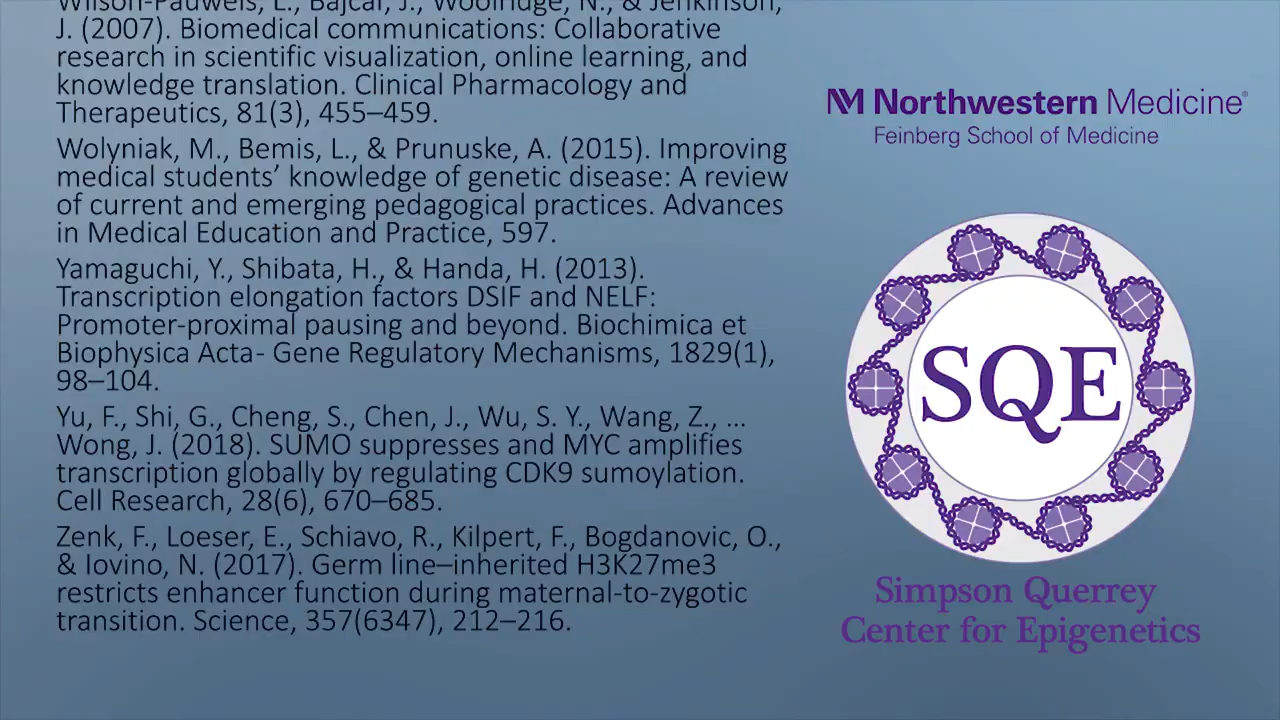 Wilson-Pauwels, L., Bajcar, J., Woolridge, N., & Jenkinson,
J. (2007). Biomedical communications: Collaborative
research in scientific visualization, online learning, and
knowledge translation. Clinical Pharmacology and
Therapeutics, 81(3), 455–459.
Wolyniak, M., Bemis, L., & Prunuske, A. (2015). Improving
medical students’ knowledge of genetic disease: A review
of current and emerging pedagogical practices. Advances
in Medical Education and Practice, 597.
Yamaguchi, Y., Shibata, H., & Handa, H. (2013).
Transcription elongation factors DSIF and NELF:
Promoter-proximal pausing and beyond. Biochimica et
Biophysica Acta - Gene Regulatory Mechanisms, 1829(1),
98–104.
Yu, F., Shi, G., Cheng, S., Chen, J., Wu, S. Y., Wang, Z., …
Wong, J. (2018). SUMO suppresses and MYC amplifies
transcription globally by regulating CDK9 sumoylation.
Cell Research, 28(6), 670–685.
Zenk, F., Loeser, E., Schiavo, R., Kilpert, F., Bogdanovic, O.,
& Iovino, N. (2017). Germ line–inherited H3K27me3
restricts enhancer function during maternal-to-zygotic
transition. Science, 357(6347), 212–216.
Northwestern Medicine®
Feinberg School of Medicine
SQE
Simpson Querrey
Center for Epigenetics